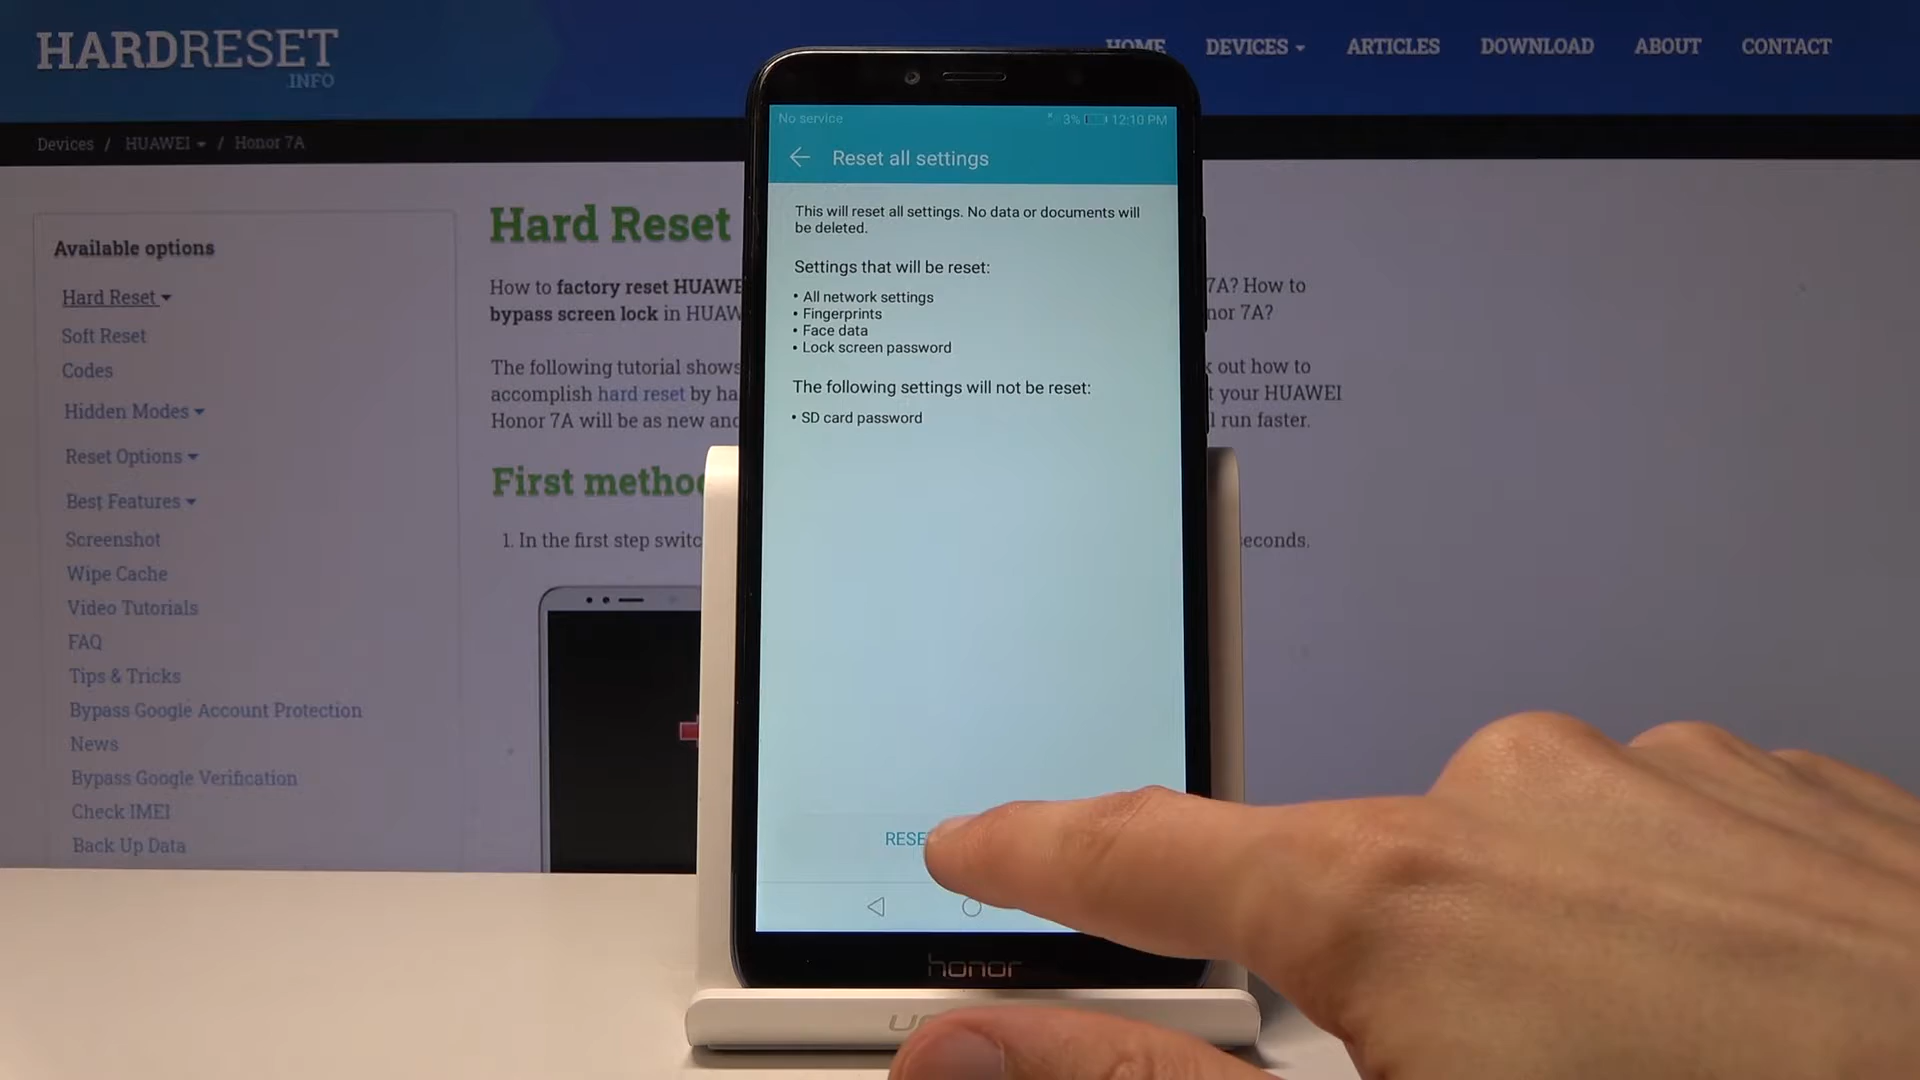 HARDRESET
.INFO
HOME DEVICES ARTICLES DOWNLOAD ABOUT CONTACT
Devices / HUAWEI / Honor 7A
Available options
Hard Reset
Soft Reset
Codes
Hidden Modes
Reset Options
Best Features
Screenshot
Wipe Cache
Video Tutorials
FAQ
Tips & Tricks
Bypass Google Account Protection
News
Bypass Google Verification
Check IMEI
Back Up Data
Hard Reset
How to factory reset HUAWE 7A? How to
bypass screen lock in HUAW nor 7A?
The following tutorial shows out how to
accomplish hard reset by ha your HUAWEI
Honor 7A will be as new and run faster.
First method
1. In the first step switc econds.
No service 3% 12:10 PM
Reset all settings
This will reset all settings. No data or documents will
be deleted.
Settings that will be reset:
• All network settings
• Fingerprints
• Face data
• Lock screen password
The following settings will not be reset:
• SD card password
RESE
honor